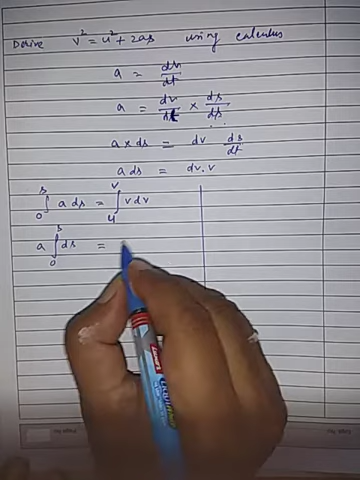 Derive v² = u² + 2as using calculus
a = dv/dt
a = dv/dt × ds/ds
a × ds = dv ds/dt
a ds = dv.v
∫₀ˢ a ds = ∫ᵤᵛ v dv
a ∫₀ˢ ds =